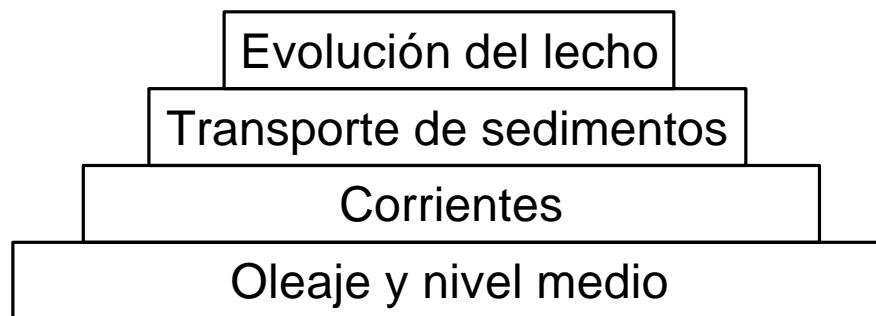 Evolución del lecho
Transporte de sedimentos
Corrientes
Oleaje y nivel medio